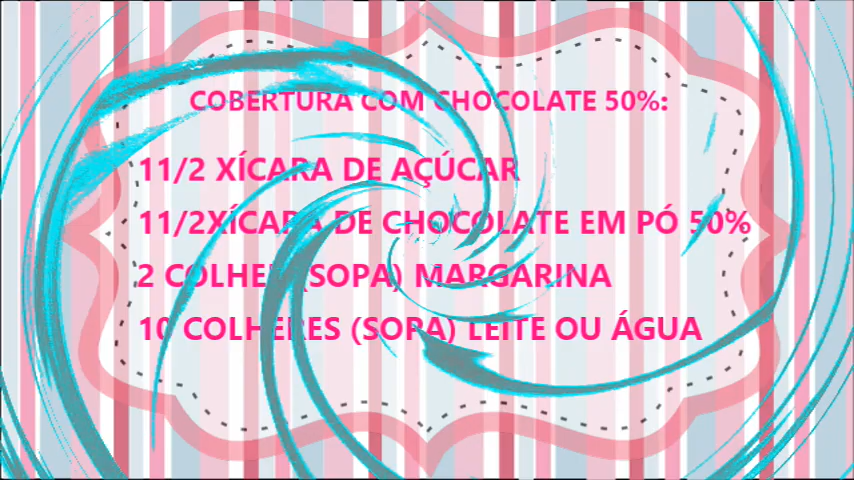 COBERTURA COM CHOCOLATE 50%:
11/2 XÍCARA DE AÇÚCAR
11/2XÍCARA DE CHOCOLATE EM PÓ 50%
2 COLHER (SOPA) MARGARINA
10 COLHERES (SOPA) LEITE OU ÁGUA